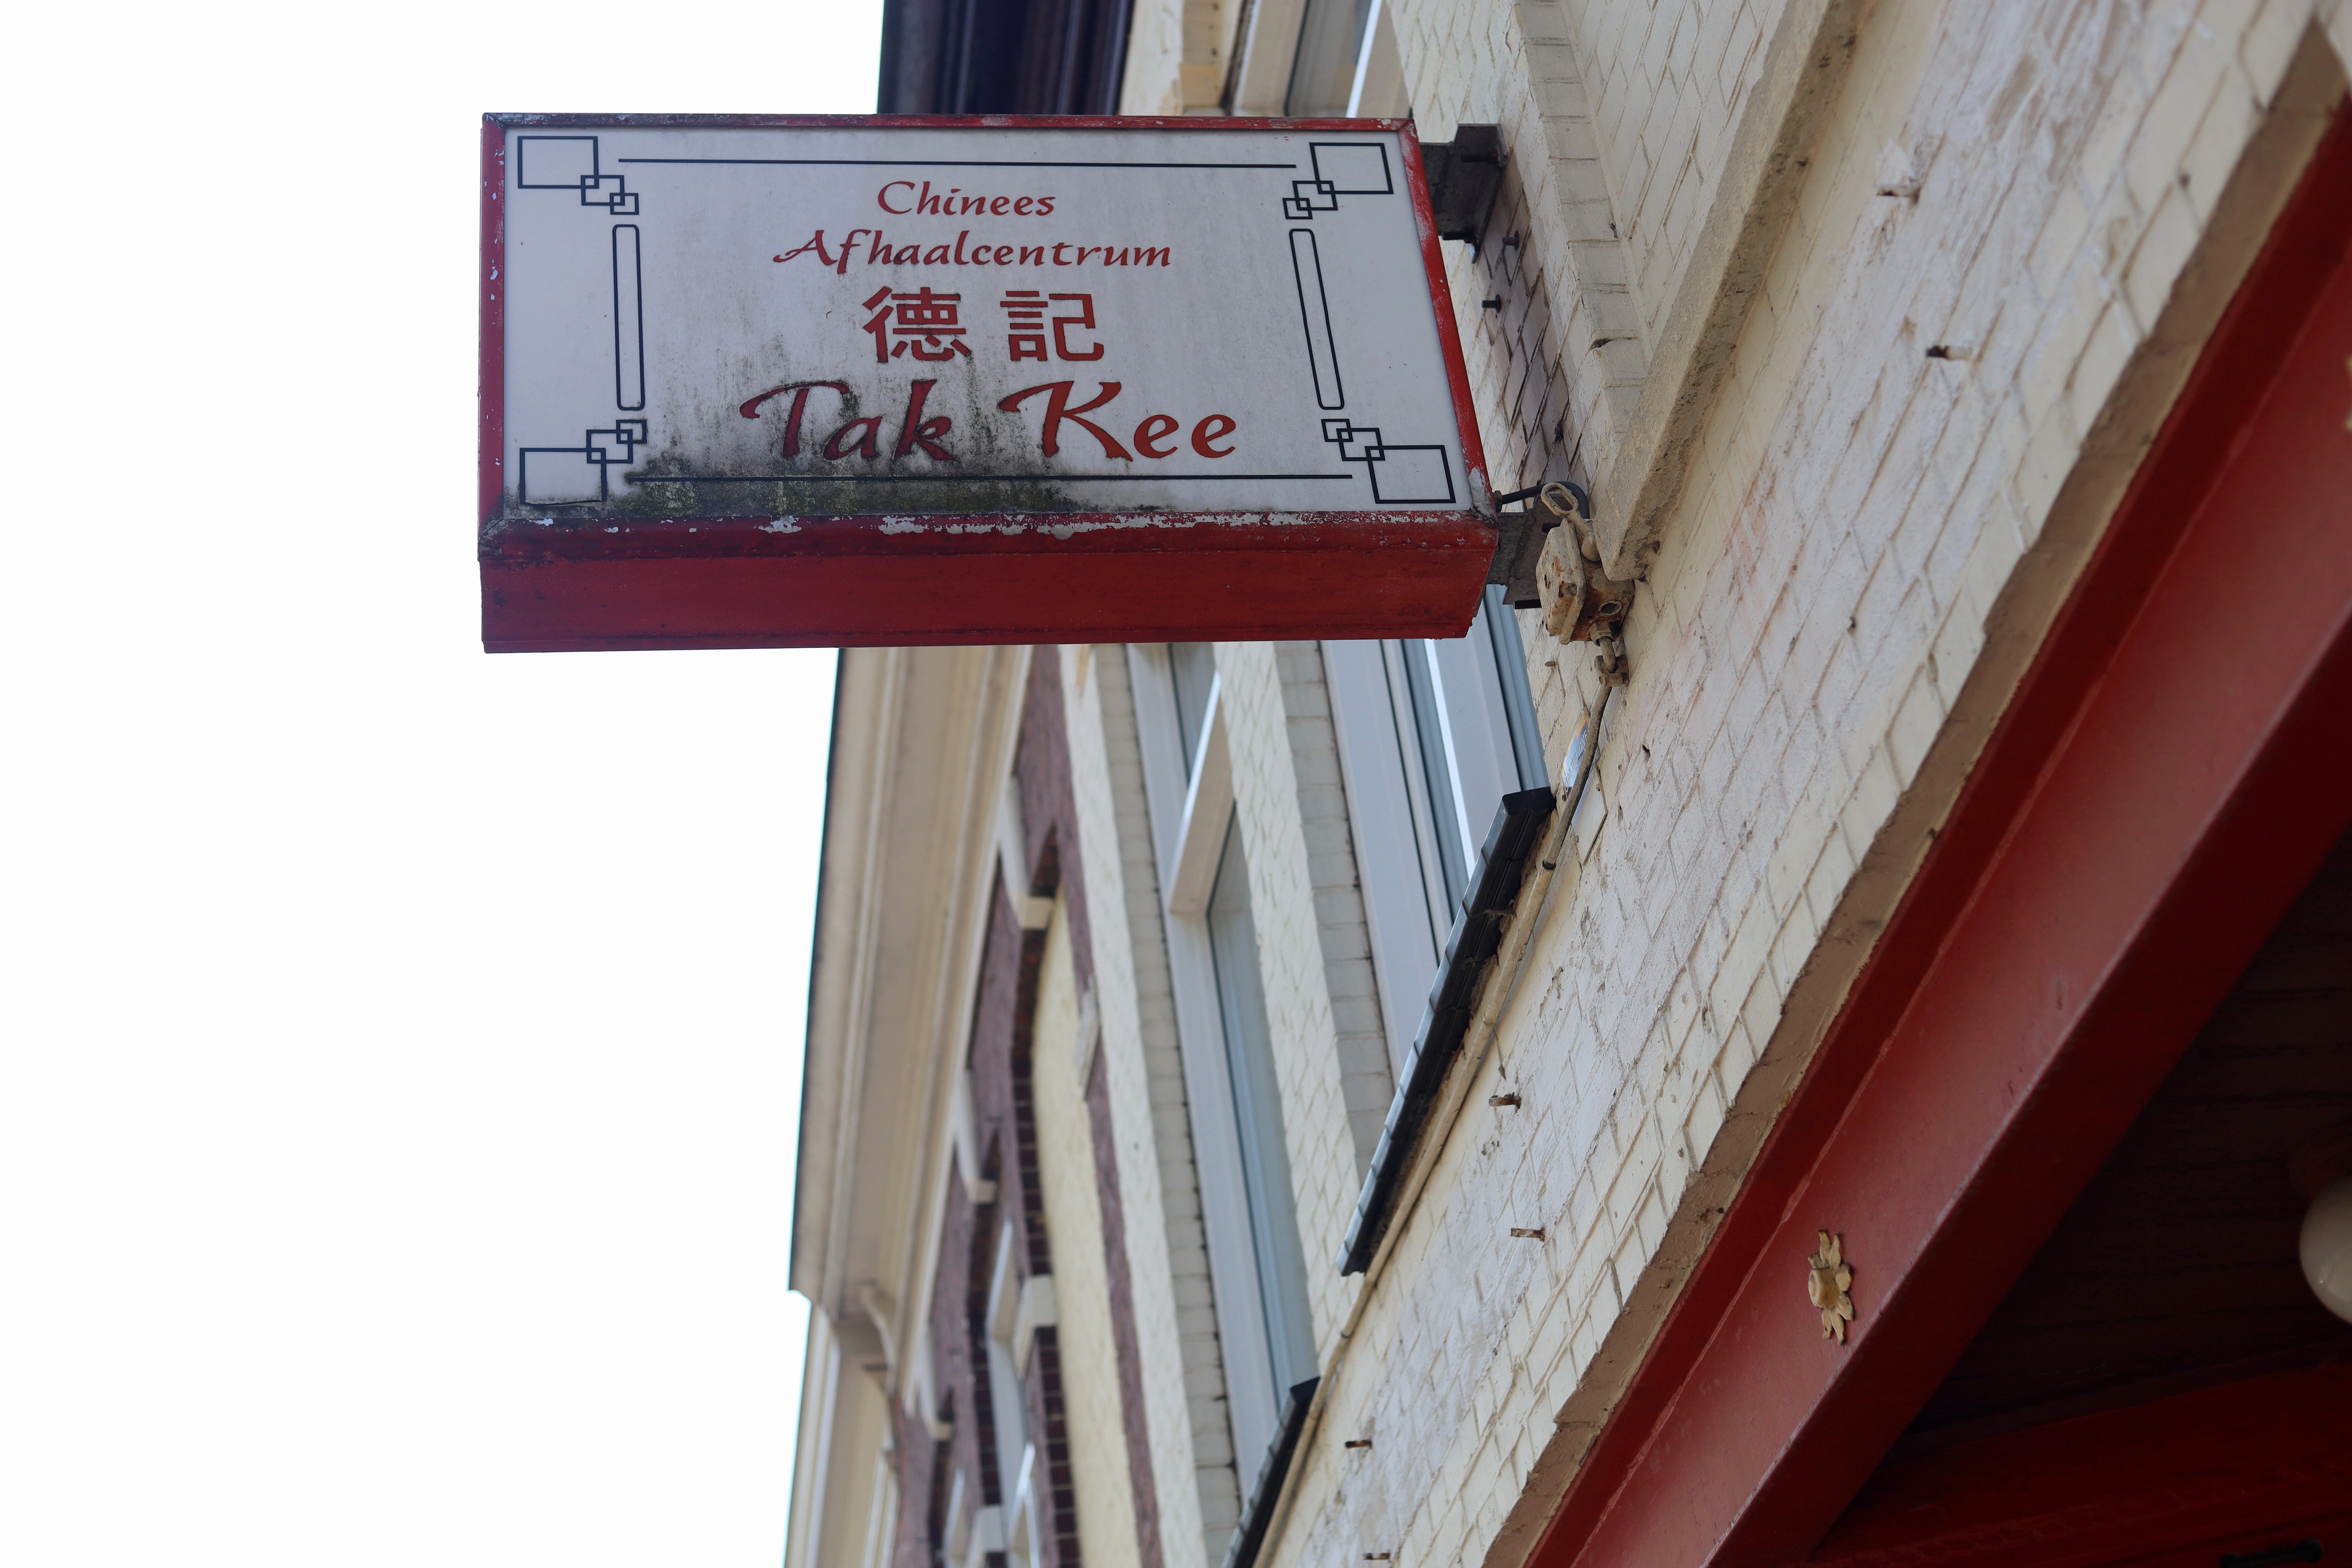 Chinees
Afhaalcentrum
德記
Tak Kee